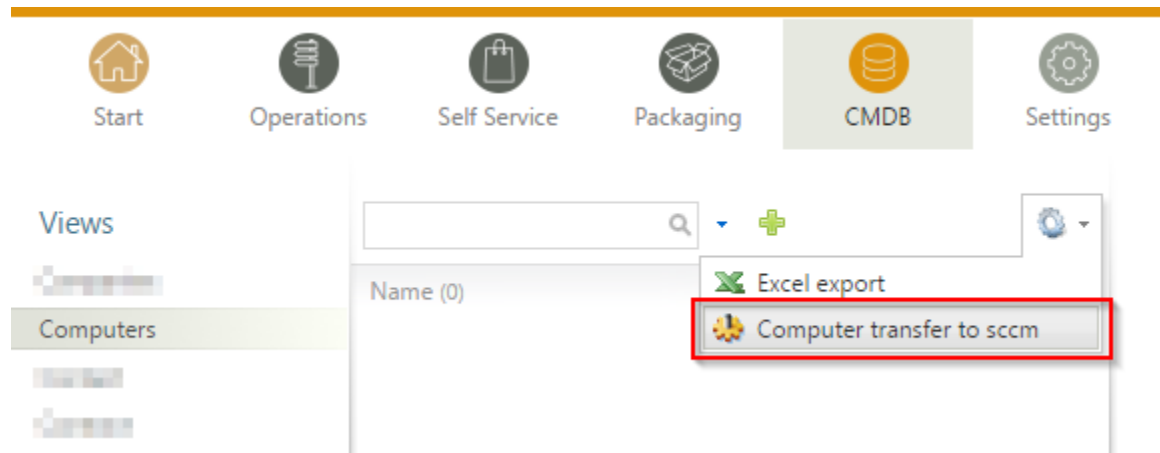 Start Operations Self Service Packaging CMDB Settings
Views
Name (0)
Excel export
Computers
Computer transfer to sccm